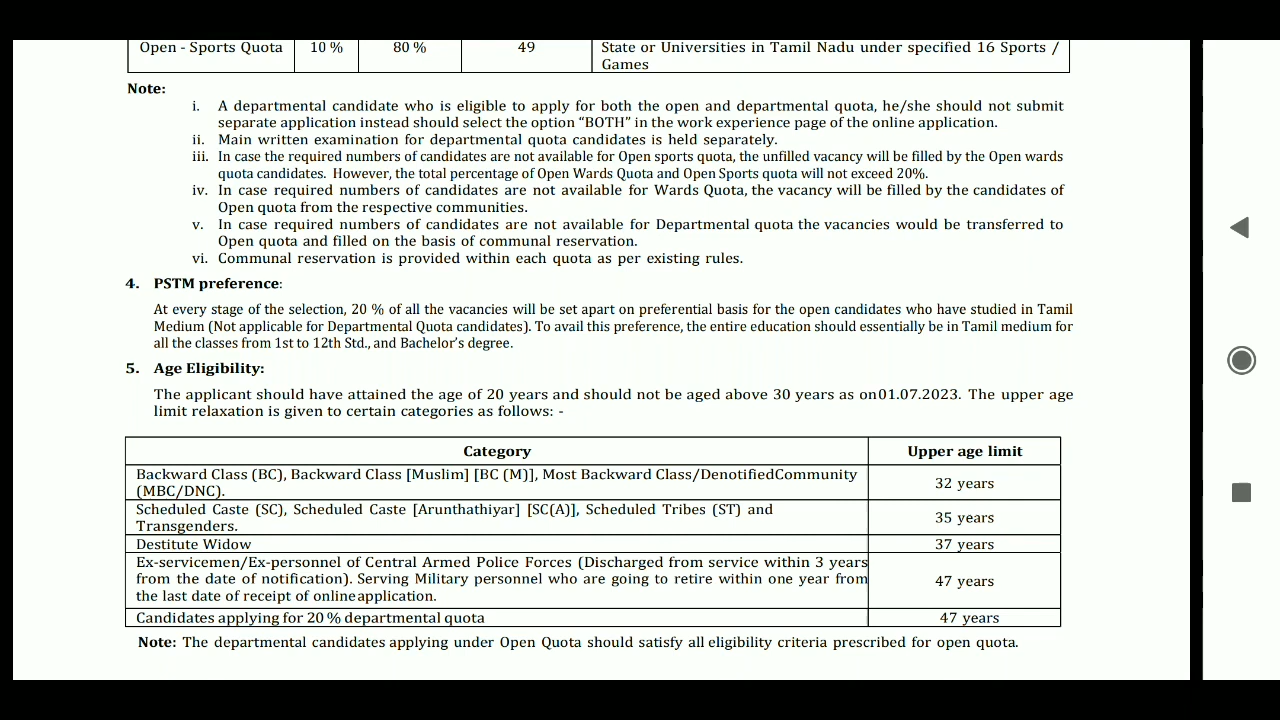 Open - Sports Quota 10 % 80 % 49 State or Universities in Tamil Nadu under specified 16 Sports /
Games
Note:
i. A departmental candidate who is eligible to apply for both the open and departmental quota, he/she should not submit
separate application instead should select the option “BOTH” in the work experience page of the online application.
ii. Main written examination for departmental quota candidates is held separately.
iii. In case the required numbers of candidates are not available for Open sports quota, the unfilled vacancy will be filled by the Open wards
quota candidates. However, the total percentage of Open Wards Quota and Open Sports quota will not exceed 20%.
iv. In case required numbers of candidates are not available for Wards Quota, the vacancy will be filled by the candidates of
Open quota from the respective communities.
v. In case required numbers of candidates are not available for Departmental quota the vacancies would be transferred to
Open quota and filled on the basis of communal reservation.
vi. Communal reservation is provided within each quota as per existing rules.
4. PSTM preference:
At every stage of the selection, 20 % of all the vacancies will be set apart on preferential basis for the open candidates who have studied in Tamil
Medium (Not applicable for Departmental Quota candidates). To avail this preference, the entire education should essentially be in Tamil medium for
all the classes from 1st to 12th Std., and Bachelor’s degree.
5. Age Eligibility:
The applicant should have attained the age of 20 years and should not be aged above 30 years as on01.07.2023. The upper age
limit relaxation is given to certain categories as follows: -
Category Upper age limit
Backward Class (BC), Backward Class [Muslim] [BC (M)], Most Backward Class/DenotifiedCommunity
(MBC/DNC). 32 years
Scheduled Caste (SC), Scheduled Caste [Arunthathiyar] [SC(A)], Scheduled Tribes (ST) and
Transgenders. 35 years
Destitute Widow 37 years
Ex-servicemen/Ex-personnel of Central Armed Police Forces (Discharged from service within 3 years
from the date of notification). Serving Military personnel who are going to retire within one year from
the last date of receipt of onlineapplication. 47 years
Candidates applying for 20 % departmental quota 47 years
Note: The departmental candidates applying under Open Quota should satisfy all eligibility criteria prescribed for open quota.